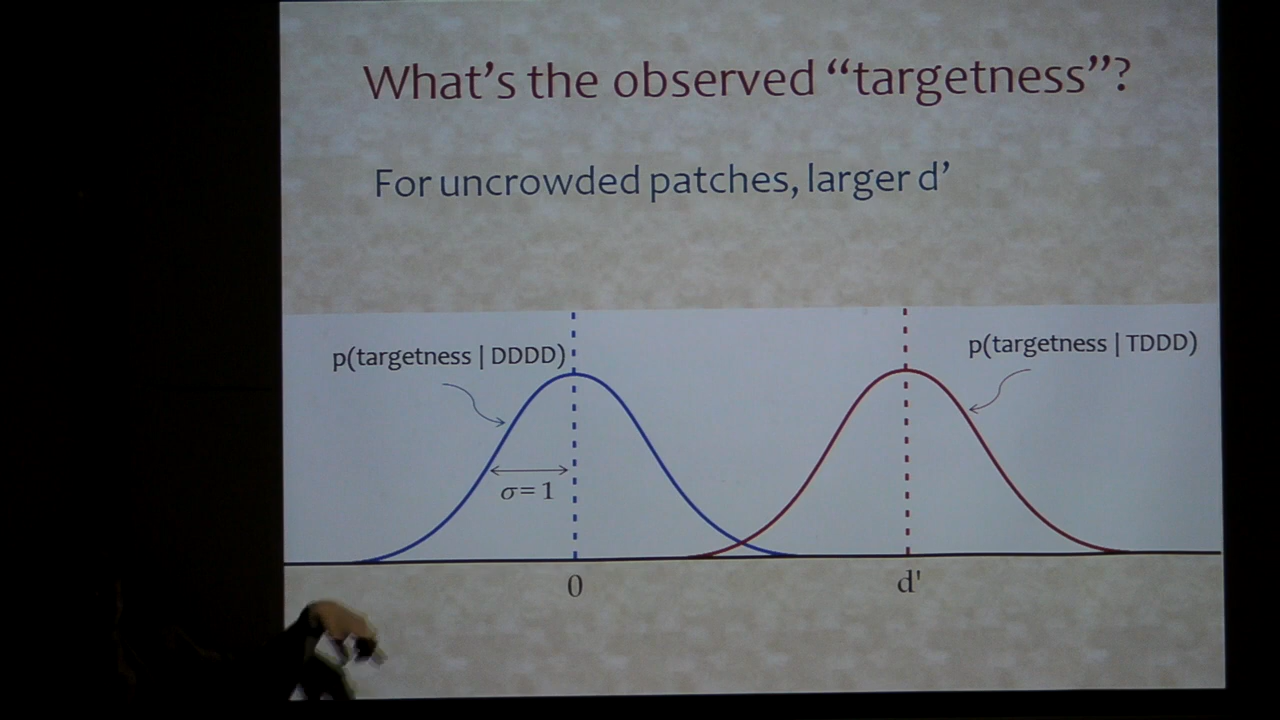 What's the observed “targetness”?
For uncrowded patches, larger d’
p(targetness | DDDD)
p(targetness | TDDD)
σ= 1
0
d'